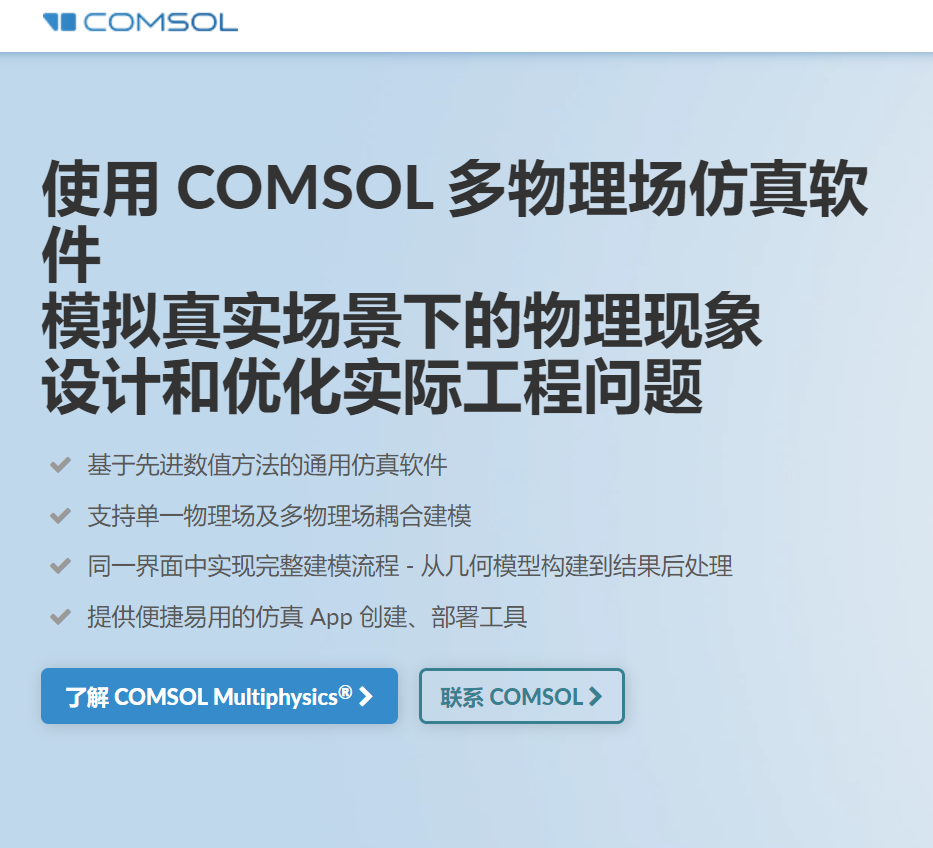 COMSOL
使用 COMSOL 多物理场仿真软
件
模拟真实场景下的物理现象
设计和优化实际工程问题
基于先进数值方法的通用仿真软件
支持单一物理场及多物理场耦合建模
同一界面中实现完整建模流程 - 从几何模型构建到结果后处理
提供便捷易用的仿真 App 创建、部署工具
了解 COMSOL Multiphysics®
联系 COMSOL